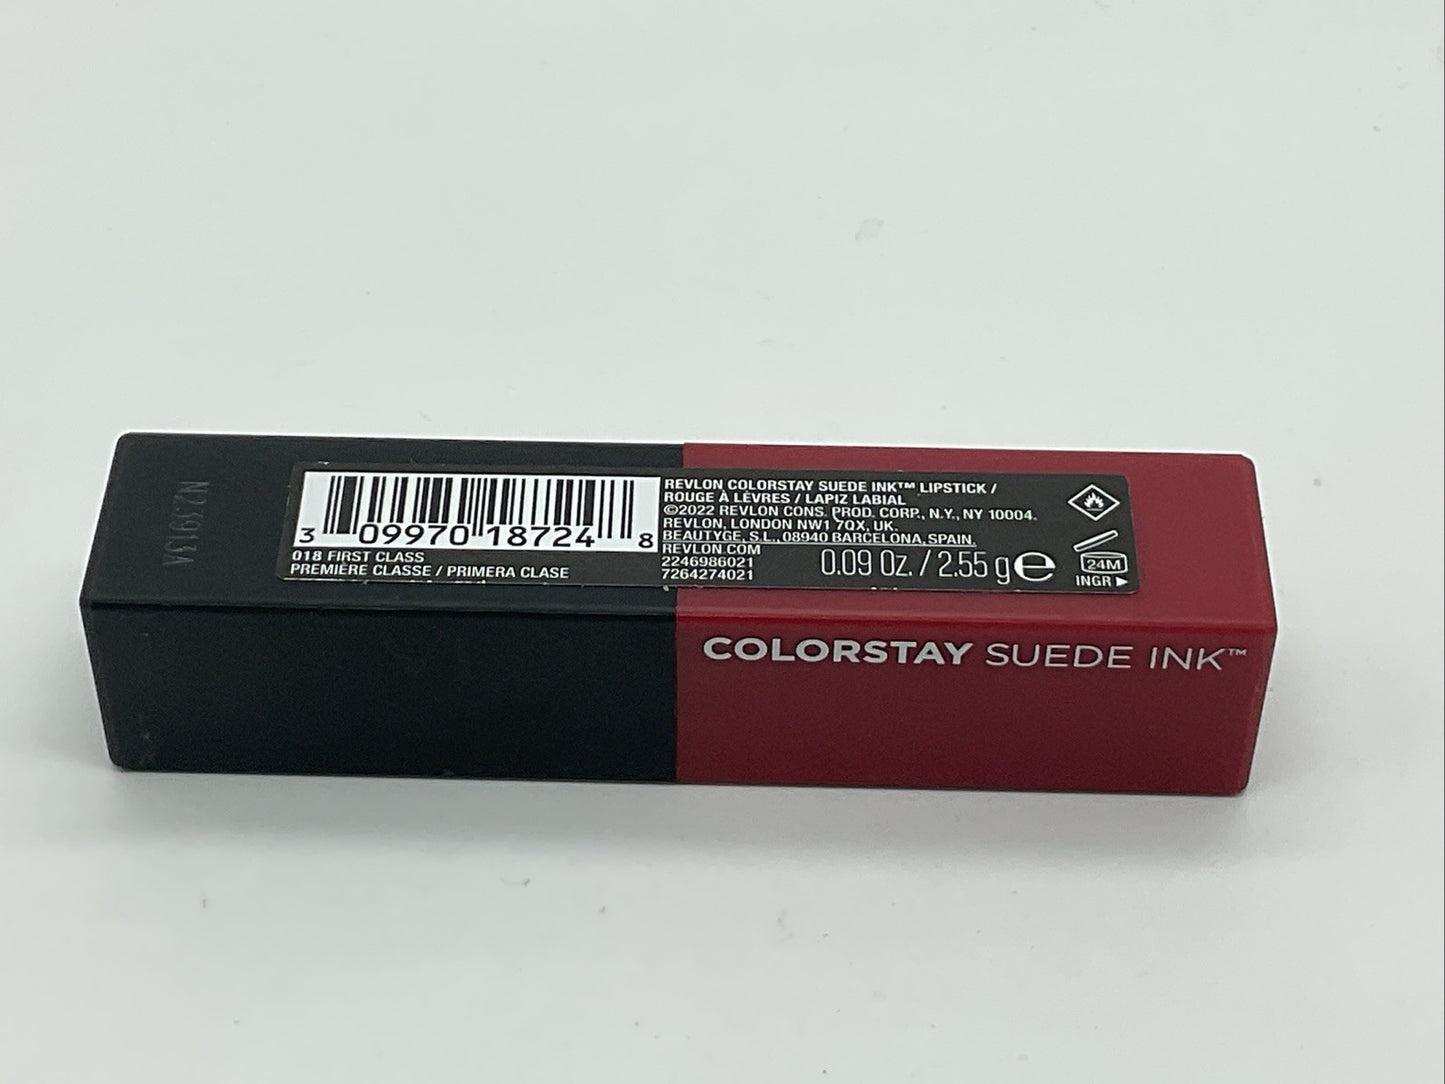 N23913A
3 09970 18724 8
018 FIRST CLASS
PREMIÈRE CLASSE / PRIMERA CLASE
REVLON COLORSTAY SUEDE INK™ LIPSTICK /
ROUGE À LÈVRES / LAPIZ LABIAL
©2022 REVLON CONS. PROD. CORP., N.Y., NY 10004.
REVLON, LONDON NW1 7QX, UK.
BEAUTYGE, S.L., 08940 BARCELONA, SPAIN.
REVLON.COM
2246986021
7264274021
0.09 Oz. / 2.55 g ℮
24M
INGR ▶
COLORSTAY SUEDE INK™